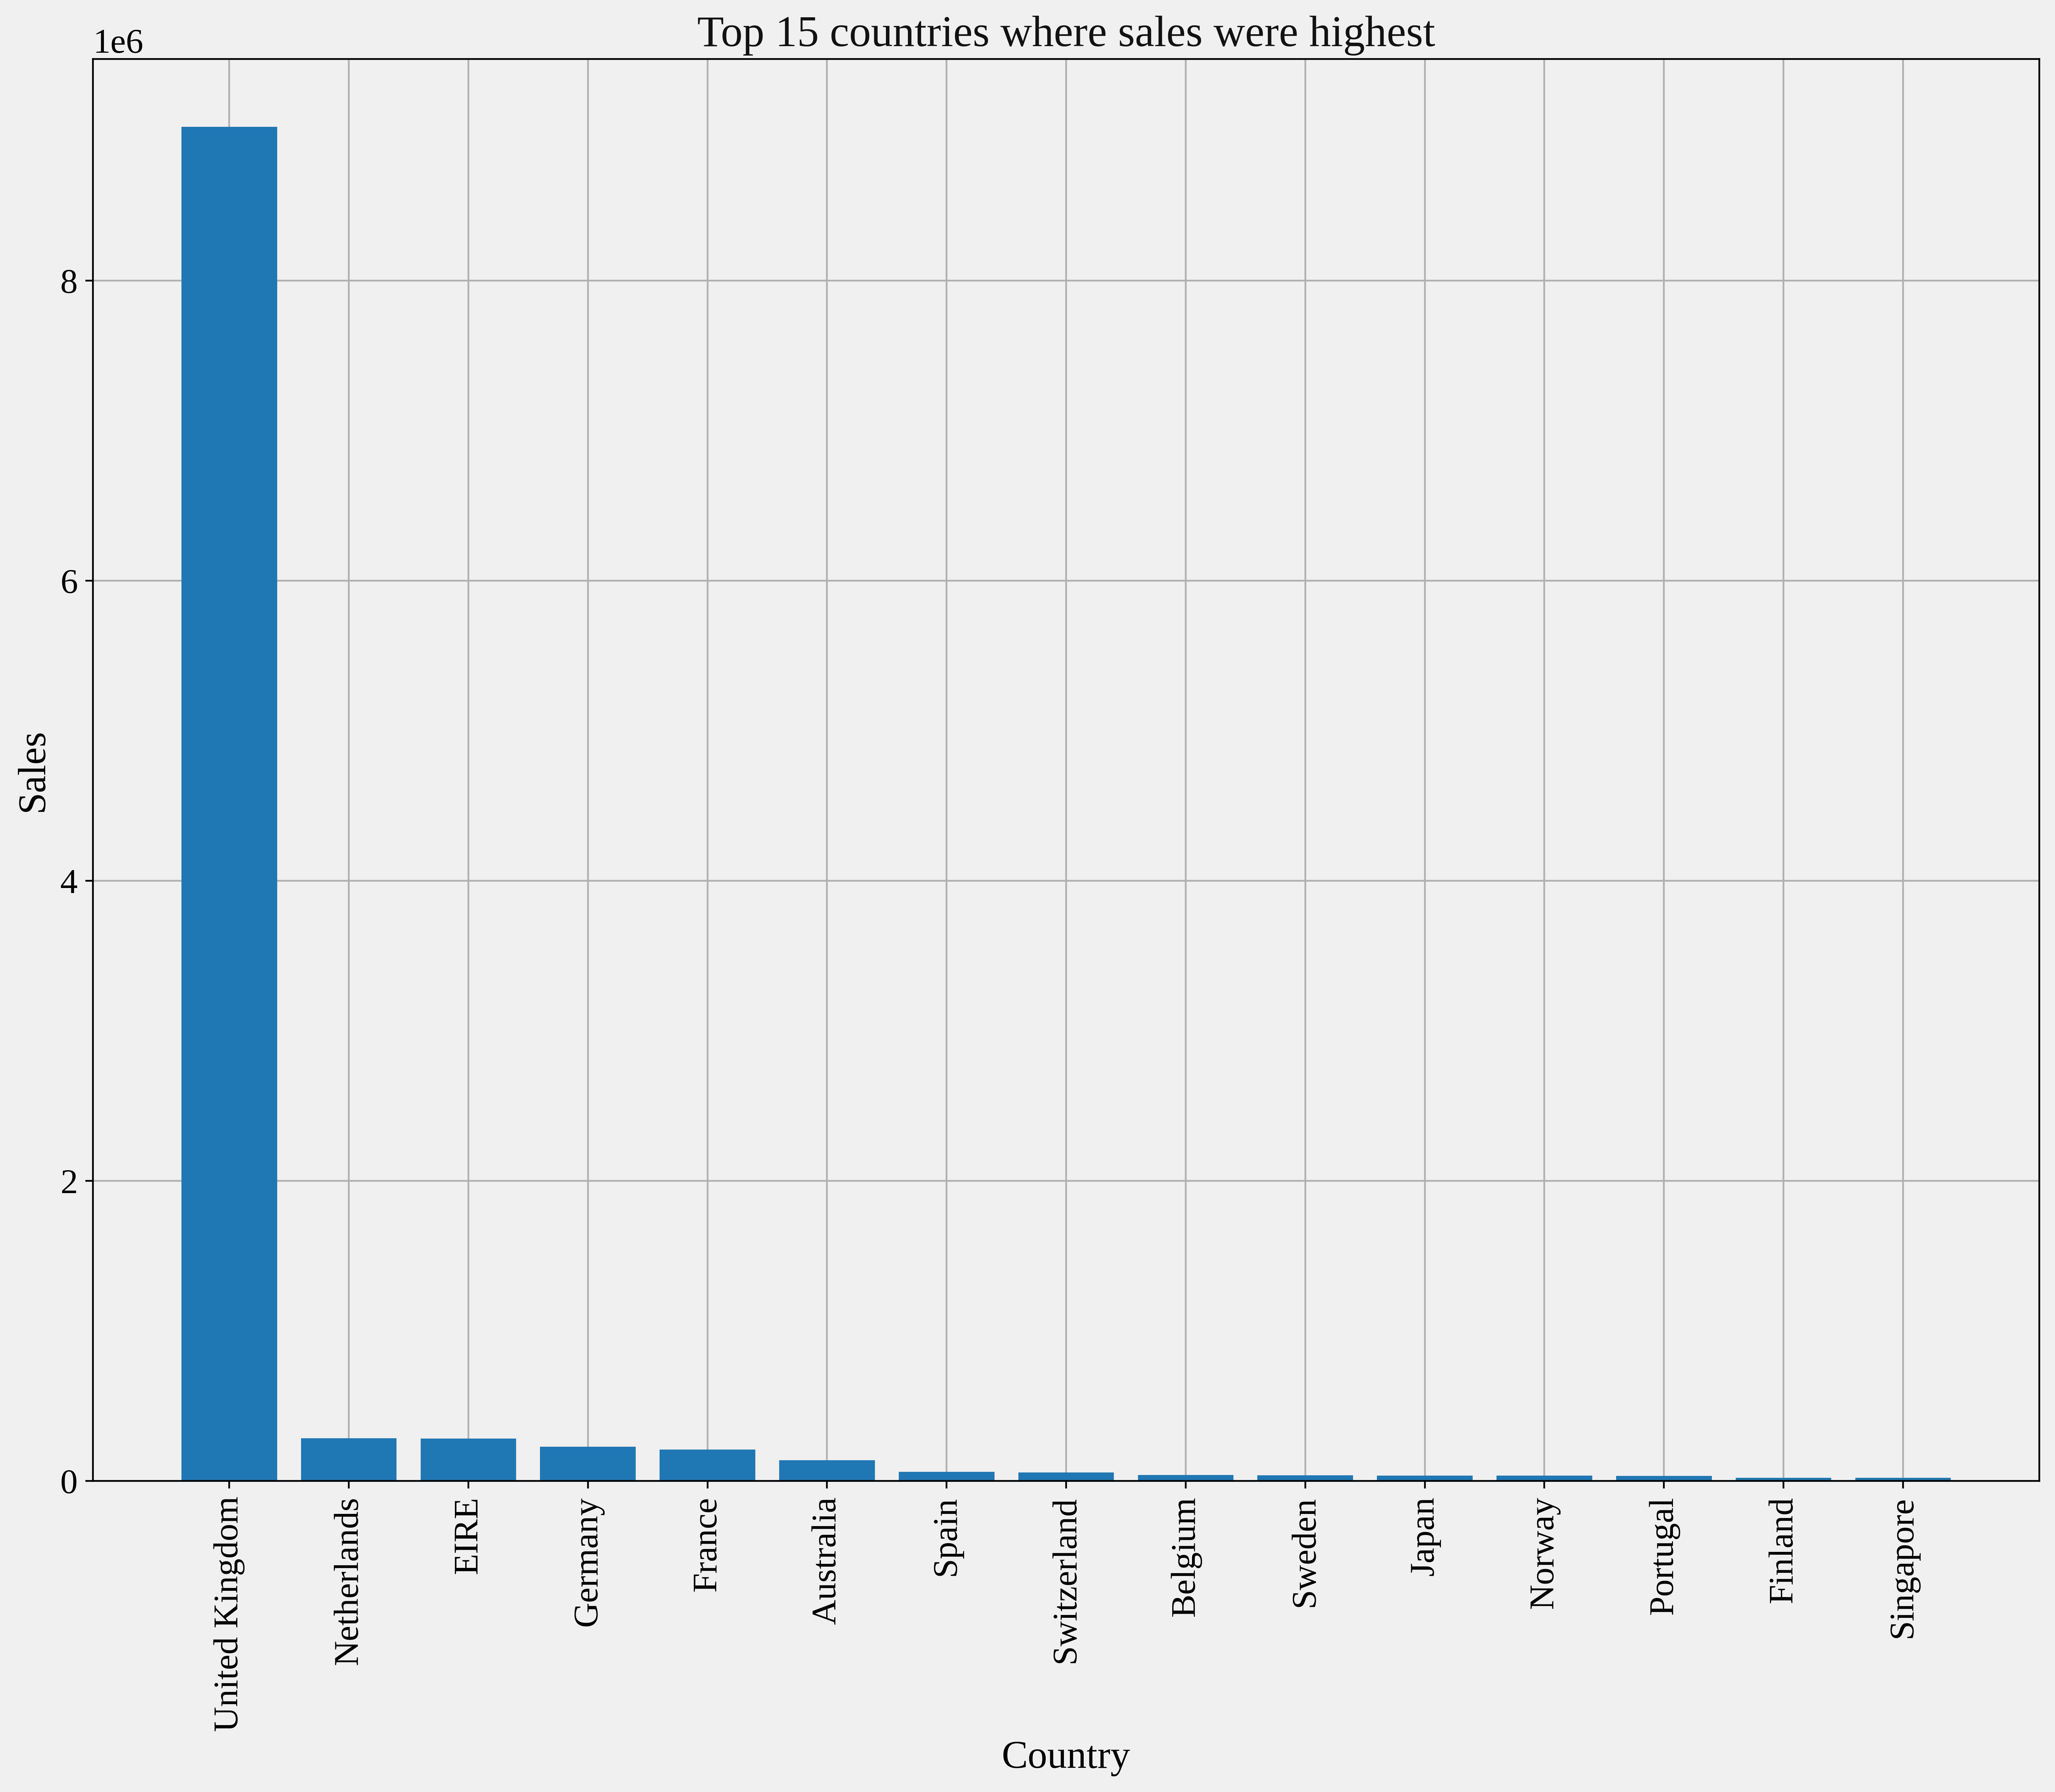 Top 15 countries where sales were highest
1e6
8
6
4
2
0
Sales
United Kingdom
Netherlands
EIRE
Germany
France
Australia
Spain
Switzerland
Belgium
Sweden
Japan
Norway
Portugal
Finland
Singapore
Country